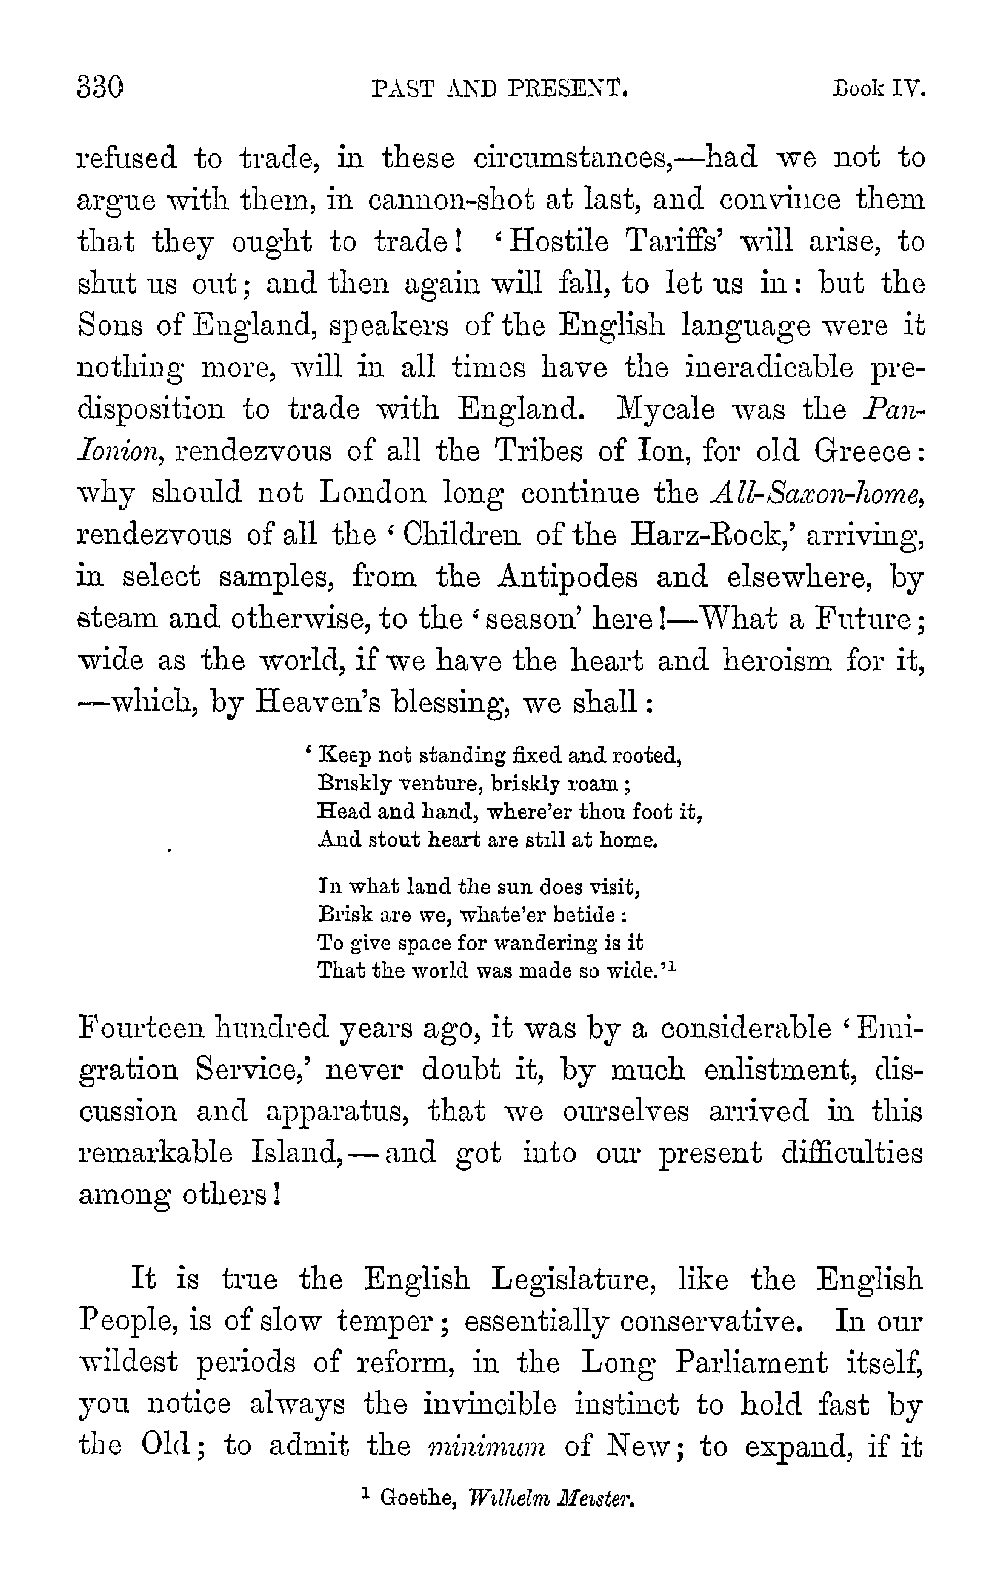 330 PAST AND PRESENT. Book IV.
refused to trade, in these circumstances,—had we not to
argue with them, in cannon-shot at last, and convince them
that they ought to trade! ‘Hostile Tariffs’ will arise, to
shut us out; and then again will fall, to let us in: but the
Sons of England, speakers of the English language were it
nothing more, will in all times have the ineradicable pre-
disposition to trade with England. Mycale was the Pan-
Ionion, rendezvous of all the Tribes of Ion, for old Greece:
why should not London long continue the All-Saxon-home,
rendezvous of all the ‘Children of the Harz-Rock,’ arriving,
in select samples, from the Antipodes and elsewhere, by
steam and otherwise, to the ‘season’ here!—What a Future;
wide as the world, if we have the heart and heroism for it,
—which, by Heaven’s blessing, we shall:
‘Keep not standing fixed and rooted,
Briskly venture, briskly roam;
Head and hand, where’er thou foot it,
And stout heart are still at home.
In what land the sun does visit,
Brisk are we, whate’er betide:
To give space for wandering is it
That the world was made so wide.’¹
Fourteen hundred years ago, it was by a considerable ‘Emi-
gration Service,’ never doubt it, by much enlistment, dis-
cussion and apparatus, that we ourselves arrived in this
remarkable Island,—and got into our present difficulties
among others!
It is true the English Legislature, like the English
People, is of slow temper; essentially conservative. In our
wildest periods of reform, in the Long Parliament itself,
you notice always the invincible instinct to hold fast by
the Old; to admit the minimum of New; to expand, if it
¹ Goethe, Wilhelm Meister.